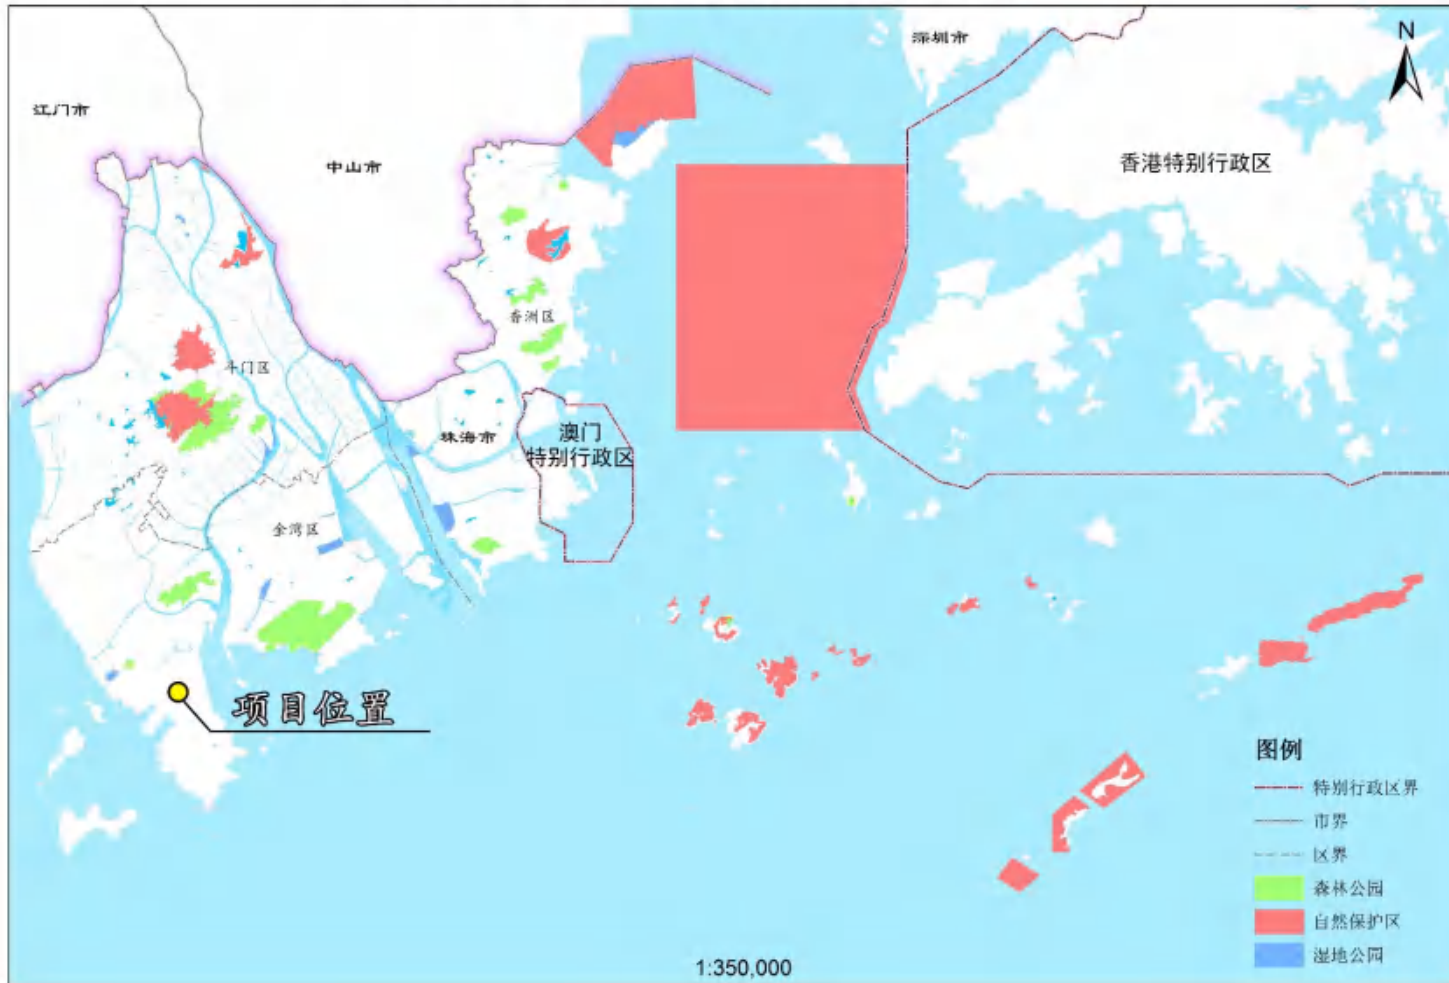 深圳市
N
江门市
中山市
香港特别行政区
香洲区
斗门区
珠海市
澳门
特别行政区
金湾区
项目位置
图例
特别行政区界
市界
区界
森林公园
自然保护区
湿地公园
1:350,000